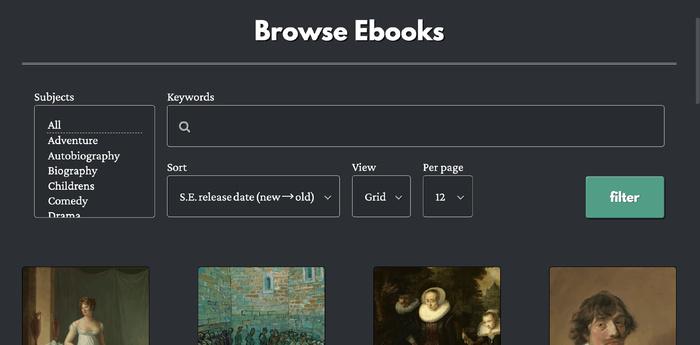 Browse Ebooks
Subjects
All
Adventure
Autobiography
Biography
Childrens
Comedy
Drama
Keywords
Sort
S.E. release date (new → old)
View
Grid
Per page
12
filter